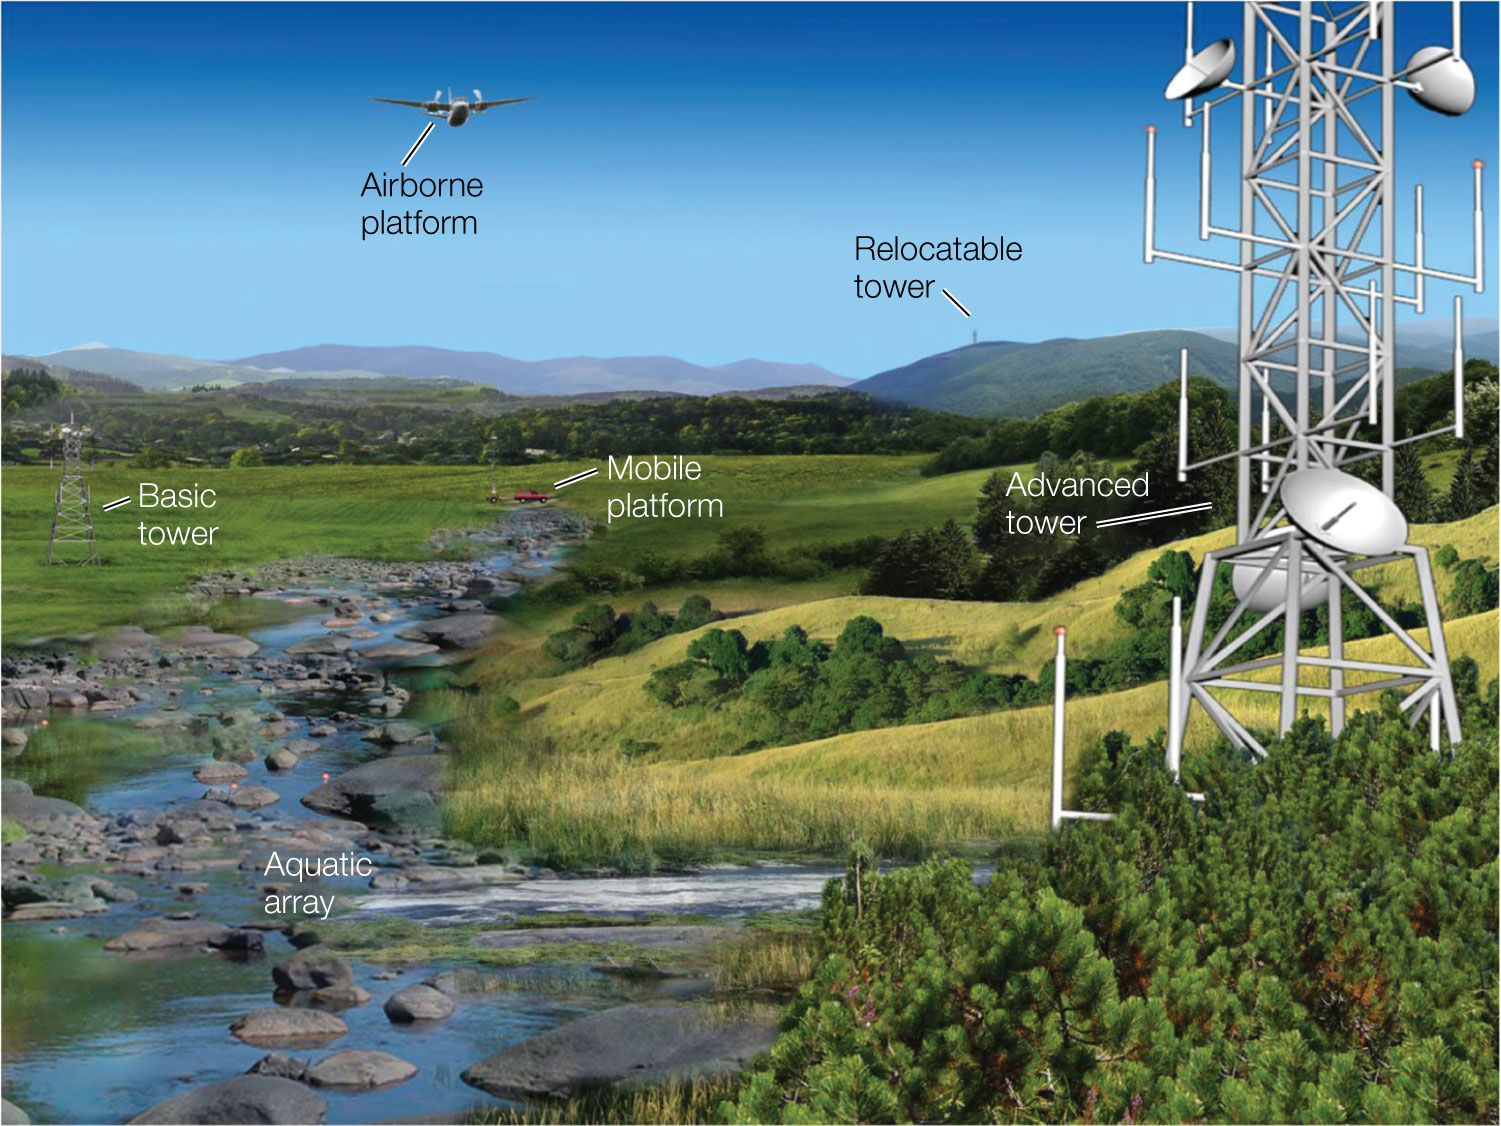 Airborne
platform
Relocatable
tower
Mobile
platform
Basic
tower
Advanced
tower
Aquatic
array